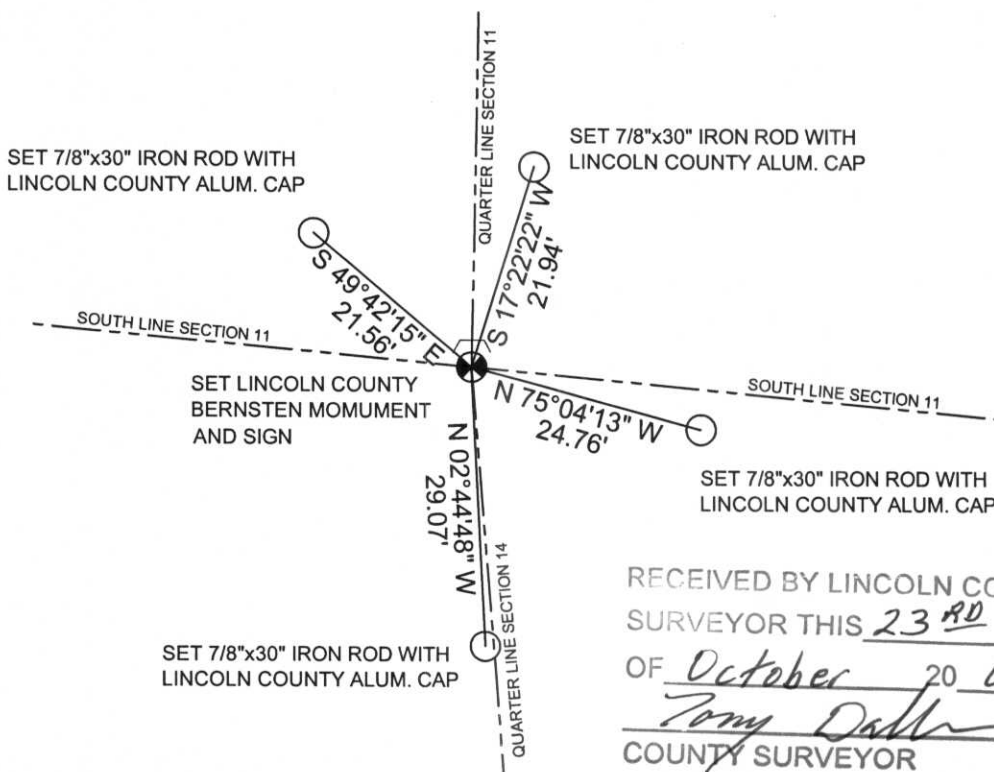 QUARTER LINE SECTION 11
SET 7/8"x30" IRON ROD WITH
LINCOLN COUNTY ALUM. CAP
SET 7/8"x30" IRON ROD WITH
LINCOLN COUNTY ALUM. CAP
S 49°42'15" E
21.56'
S 17°22'22" W
21.94'
SOUTH LINE SECTION 11
SET LINCOLN COUNTY
BERNSTEN MOMUMENT
AND SIGN
N 75°04'13" W
24.76'
SOUTH LINE SECTION 11
N 02°44'48" W
29.07'
SET 7/8"x30" IRON ROD WITH
LINCOLN COUNTY ALUM. CAP
QUARTER LINE SECTION 14
SET 7/8"x30" IRON ROD WITH
LINCOLN COUNTY ALUM. CAP
RECEIVED BY LINCOLN CO
SURVEYOR THIS 23 RD
OF October 20
Tony
COUNTY SURVEYOR